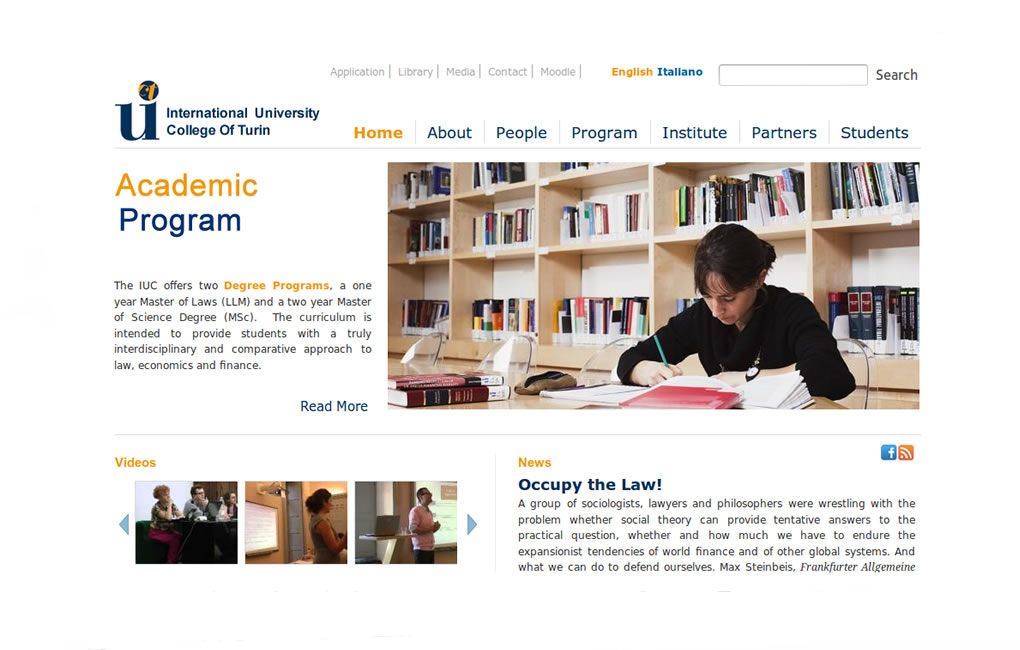 Application
Library
Media
Contact
Moodle
English Italiano
Search
International University
College Of Turin
Home
About
People
Program
Institute
Partners
Students
Academic
Program
The IUC offers two Degree Programs, a one
year Master of Laws (LLM) and a two year Master
of Science Degree (MSc). The curriculum is
intended to provide students with a truly
interdisciplinary and comparative approach to
law, economics and finance.
Read More
Videos
News
Occupy the Law!
A group of sociologists, lawyers and philosophers were wrestling with the
problem whether social theory can provide tentative answers to the
practical question, whether and how much we have to endure the
expansionist tendencies of world finance and of other global systems. And
what we can do to defend ourselves. Max Steinbeis, Frankfurter Allgemeine